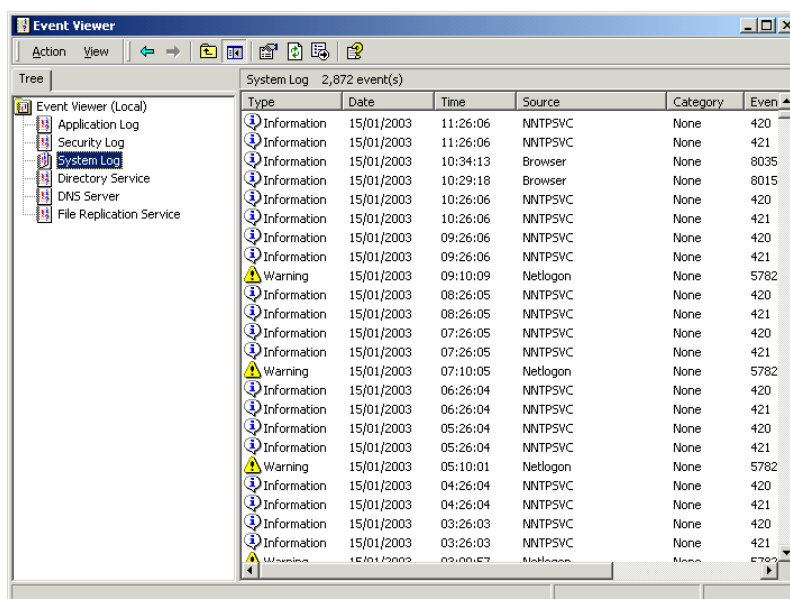 Event Viewer
Action View
Tree
System Log 2,872 event(s)
Event Viewer (Local)
Application Log
Security Log
System Log
Directory Service
DNS Server
File Replication Service
Type Date Time Source Category Even
Information 15/01/2003 11:26:06 NNTPSVC None 420
Information 15/01/2003 11:26:06 NNTPSVC None 421
Information 15/01/2003 10:34:13 Browser None 8035
Information 15/01/2003 10:29:18 Browser None 8015
Information 15/01/2003 10:26:06 NNTPSVC None 420
Information 15/01/2003 10:26:06 NNTPSVC None 421
Information 15/01/2003 09:26:06 NNTPSVC None 420
Information 15/01/2003 09:26:06 NNTPSVC None 421
Warning 15/01/2003 09:10:09 Netlogon None 5782
Information 15/01/2003 08:26:05 NNTPSVC None 420
Information 15/01/2003 08:26:05 NNTPSVC None 421
Information 15/01/2003 07:26:05 NNTPSVC None 420
Information 15/01/2003 07:26:05 NNTPSVC None 421
Warning 15/01/2003 07:10:05 Netlogon None 5782
Information 15/01/2003 06:26:04 NNTPSVC None 420
Information 15/01/2003 06:26:04 NNTPSVC None 421
Information 15/01/2003 05:26:04 NNTPSVC None 420
Information 15/01/2003 05:26:04 NNTPSVC None 421
Warning 15/01/2003 05:10:01 Netlogon None 5782
Information 15/01/2003 04:26:04 NNTPSVC None 420
Information 15/01/2003 04:26:04 NNTPSVC None 421
Information 15/01/2003 03:26:03 NNTPSVC None 420
Information 15/01/2003 03:26:03 NNTPSVC None 421
Warning 15/01/2003 03:09:57 Netlogon None 5782